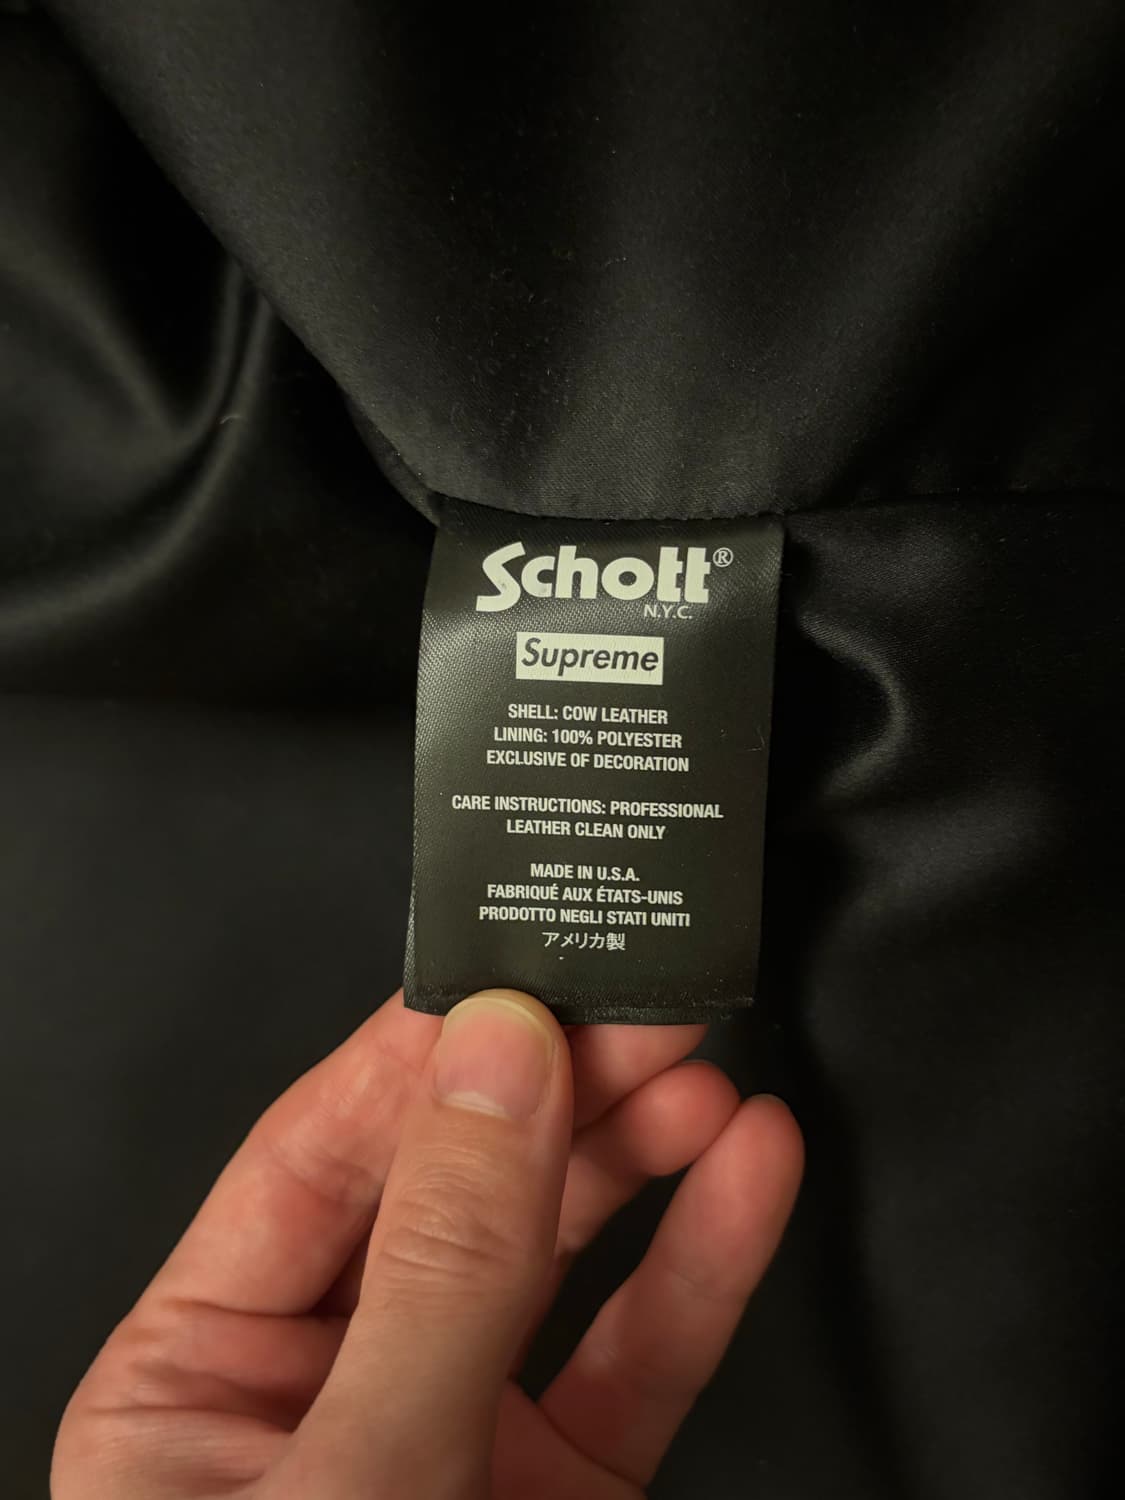 Schott®
N.Y.C.
Supreme
SHELL: COW LEATHER
LINING: 100% POLYESTER
EXCLUSIVE OF DECORATION
CARE INSTRUCTIONS: PROFESSIONAL
LEATHER CLEAN ONLY
MADE IN U.S.A.
FABRIQUÉ AUX ÉTATS-UNIS
PRODOTTO NEGLI STATI UNITI
アメリカ製